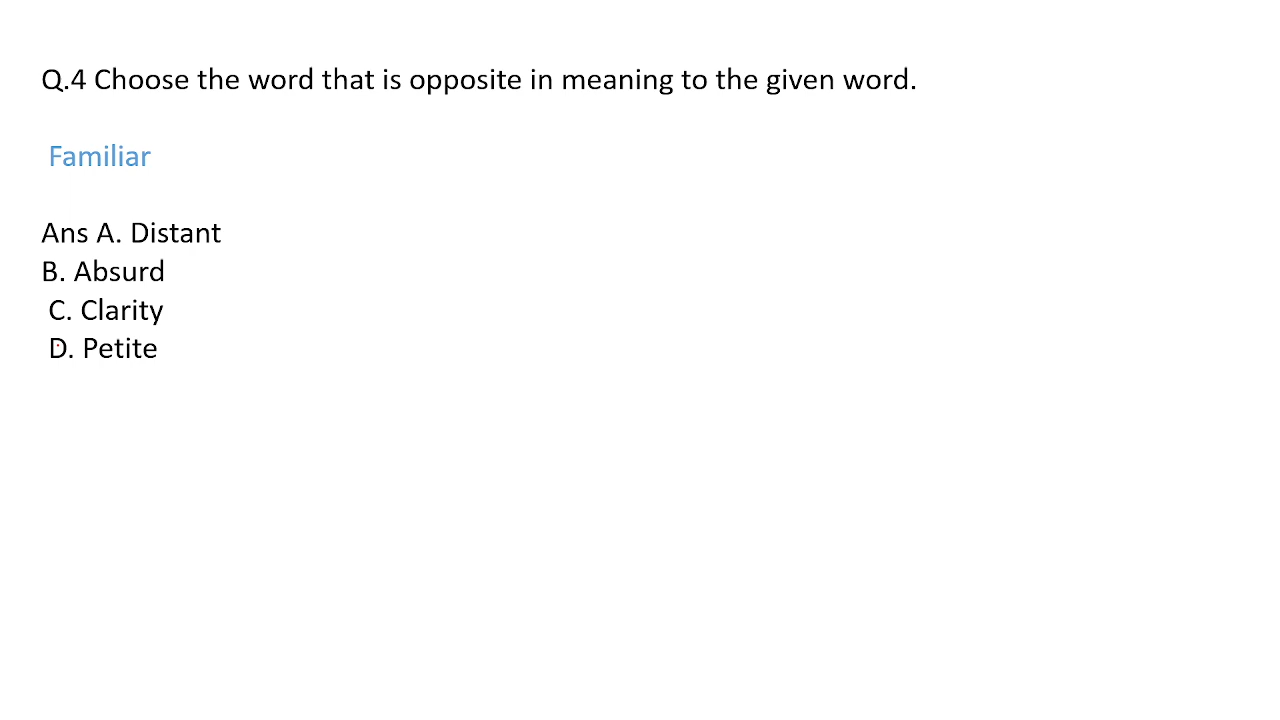 Q.4 Choose the word that is opposite in meaning to the given word.
Familiar
Ans A. Distant
B. Absurd
C. Clarity
D. Petite